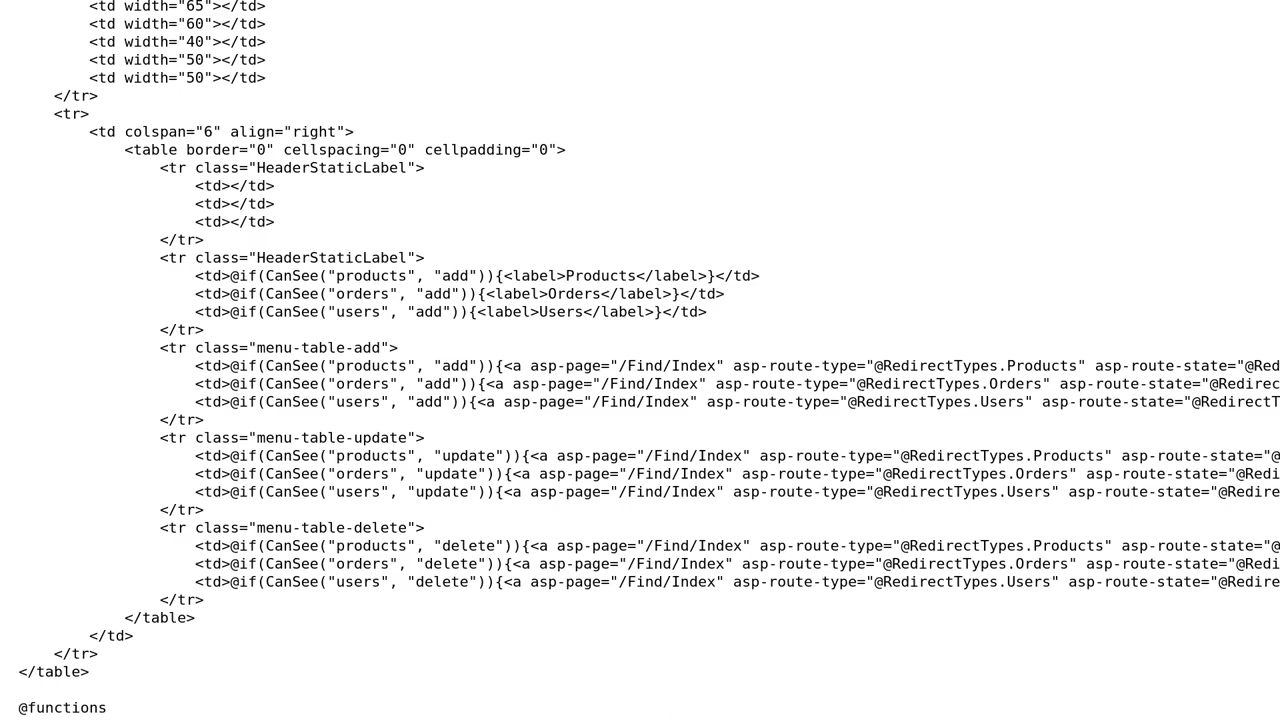 <td width="65"></td>
<td width="60"></td>
<td width="40"></td>
<td width="50"></td>
<td width="50"></td>
</tr>
<tr>
<td colspan="6" align="right">
<table border="0" cellspacing="0" cellpadding="0">
<tr class="HeaderStaticLabel">
<td></td>
<td></td>
<td></td>
</tr>
<tr class="HeaderStaticLabel">
<td>@if(CanSee("products", "add")){<label>Products</label>}</td>
<td>@if(CanSee("orders", "add")){<label>Orders</label>}</td>
<td>@if(CanSee("users", "add")){<label>Users</label>}</td>
</tr>
<tr class="menu-table-add">
<td>@if(CanSee("products", "add")){<a asp-page="/Find/Index" asp-route-type="@RedirectTypes.Products" asp-route-state="@Red
<td>@if(CanSee("orders", "add")){<a asp-page="/Find/Index" asp-route-type="@RedirectTypes.Orders" asp-route-state="@Redirec
<td>@if(CanSee("users", "add")){<a asp-page="/Find/Index" asp-route-type="@RedirectTypes.Users" asp-route-state="@RedirectT
</tr>
<tr class="menu-table-update">
<td>@if(CanSee("products", "update")){<a asp-page="/Find/Index" asp-route-type="@RedirectTypes.Products" asp-route-state="@
<td>@if(CanSee("orders", "update")){<a asp-page="/Find/Index" asp-route-type="@RedirectTypes.Orders" asp-route-state="@Redi
<td>@if(CanSee("users", "update")){<a asp-page="/Find/Index" asp-route-type="@RedirectTypes.Users" asp-route-state="@Redire
</tr>
<tr class="menu-table-delete">
<td>@if(CanSee("products", "delete")){<a asp-page="/Find/Index" asp-route-type="@RedirectTypes.Products" asp-route-state="@
<td>@if(CanSee("orders", "delete")){<a asp-page="/Find/Index" asp-route-type="@RedirectTypes.Orders" asp-route-state="@Redi
<td>@if(CanSee("users", "delete")){<a asp-page="/Find/Index" asp-route-type="@RedirectTypes.Users" asp-route-state="@Redire
</tr>
</table>
</td>
</tr>
</table>
@functions